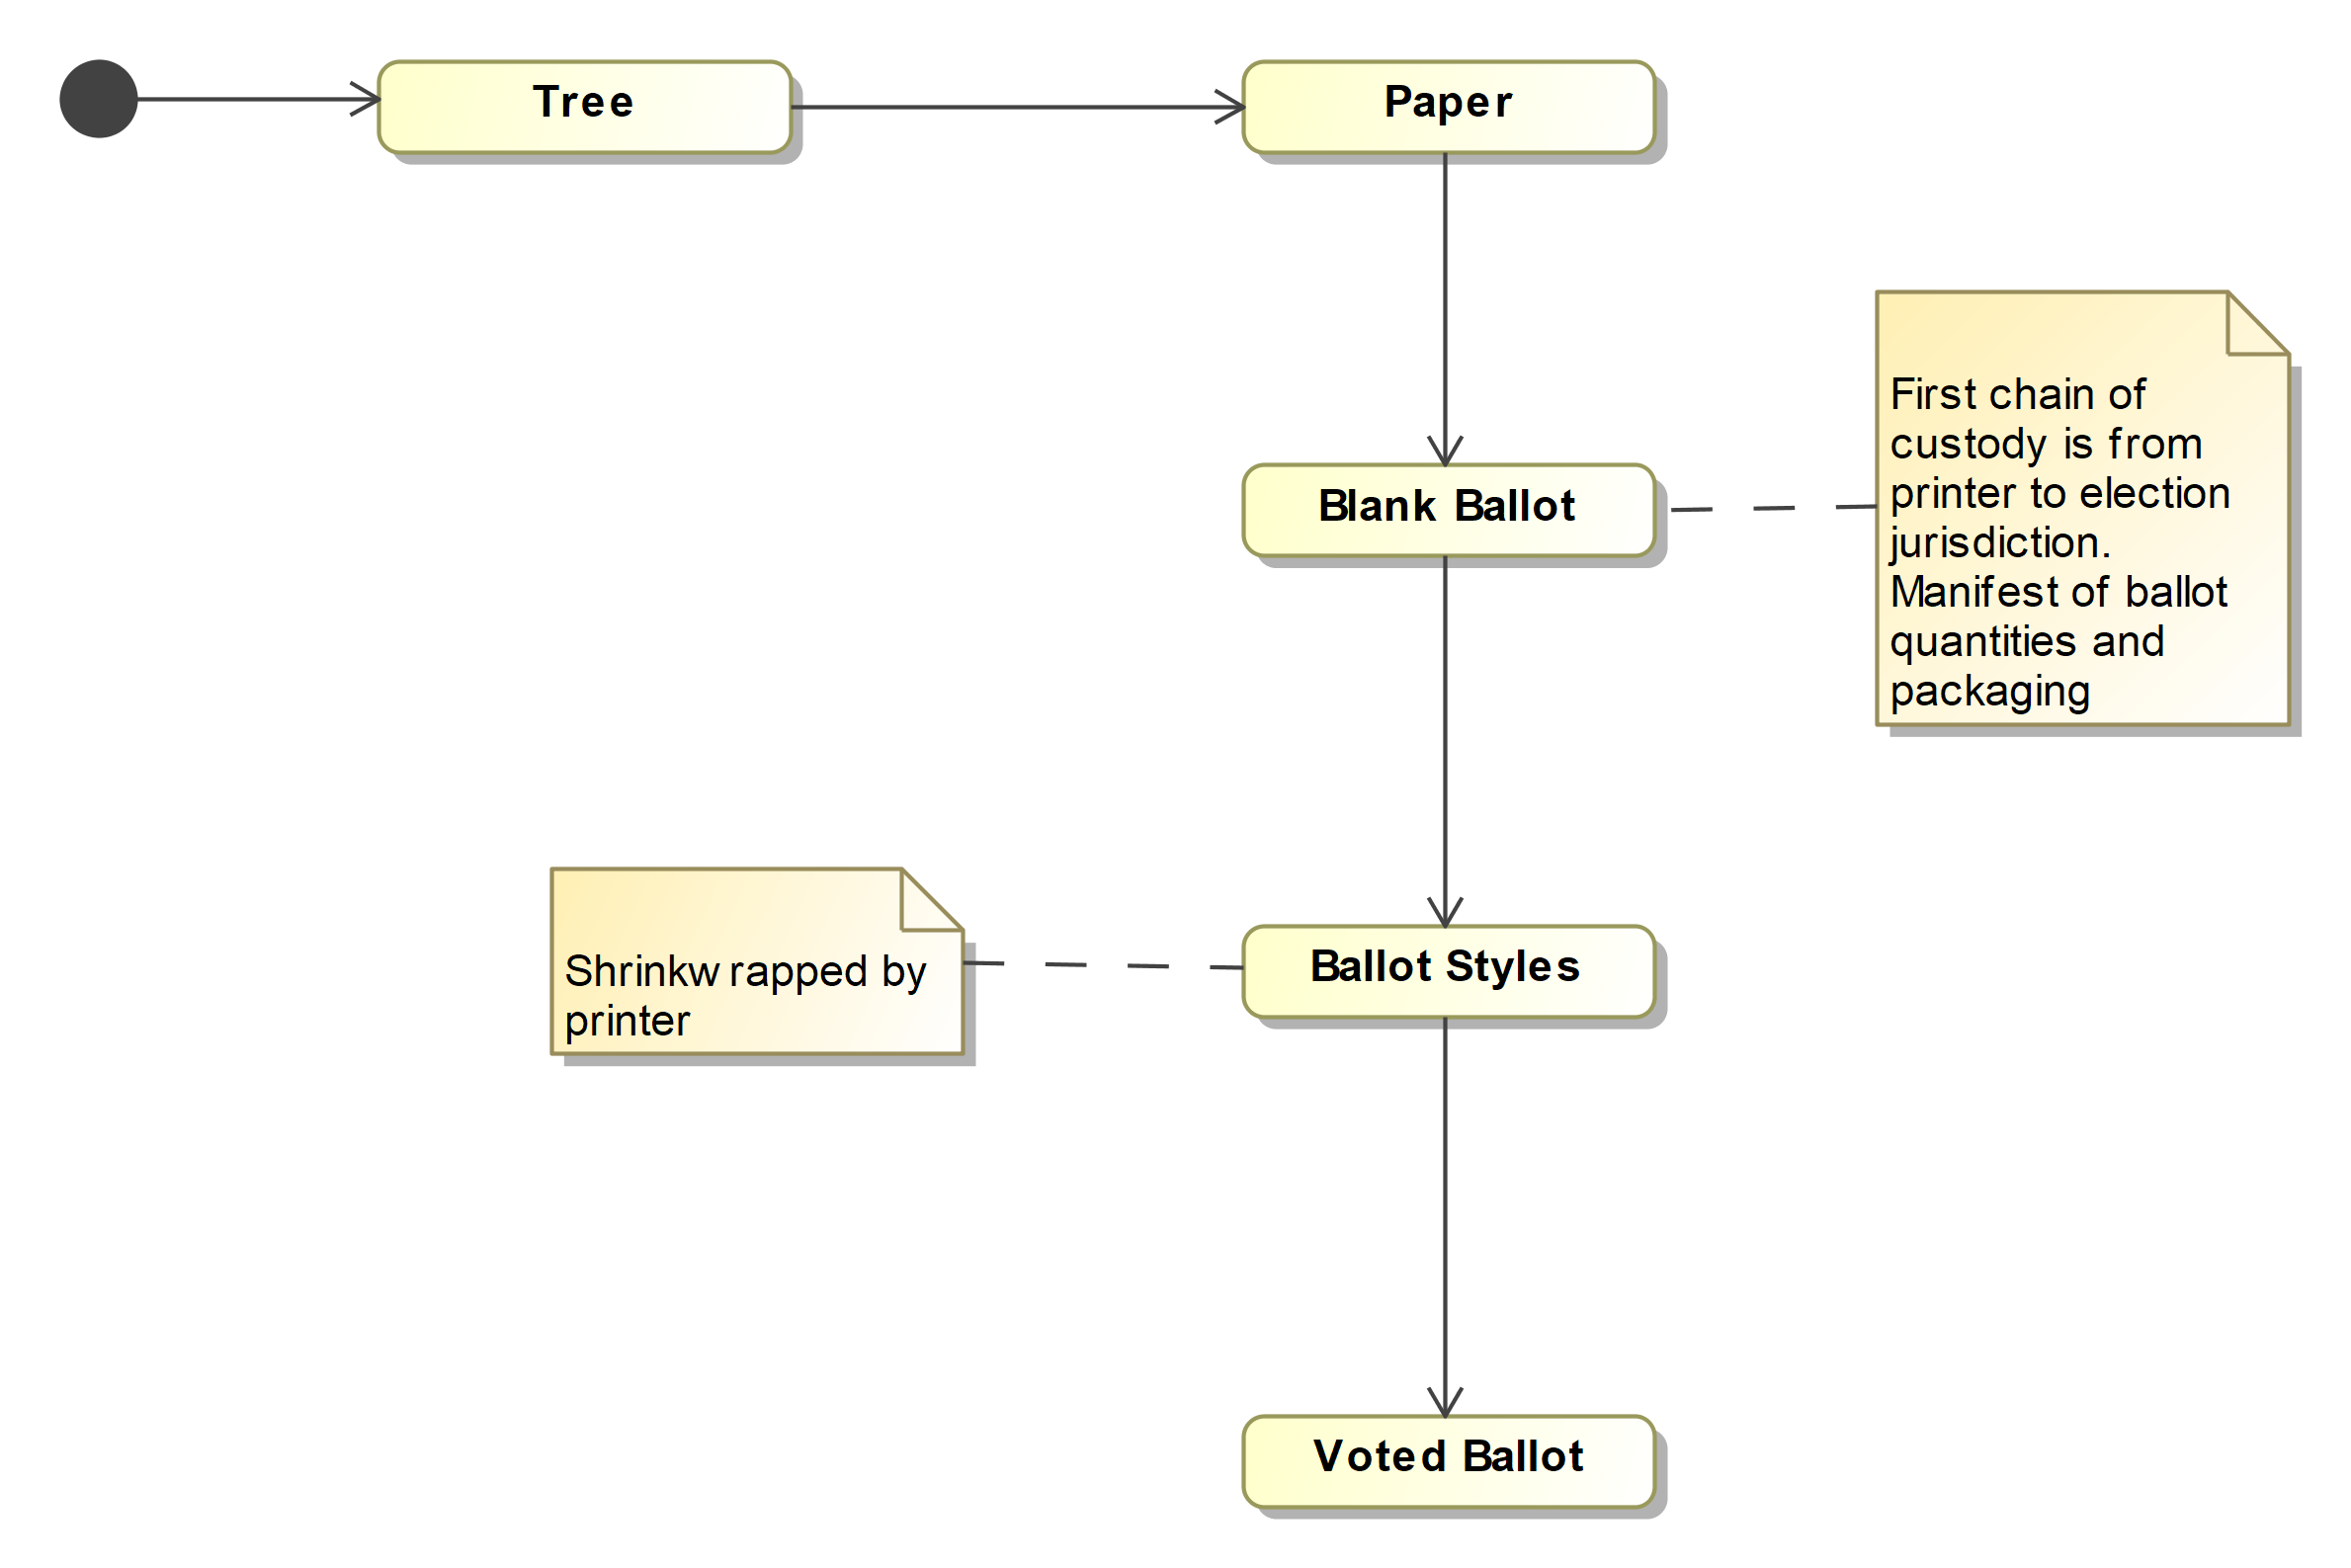 Tree
Paper
Blank Ballot
First chain of
custody is from
printer to election
jurisdiction.
Manifest of ballot
quantities and
packaging
Shrinkw rapped by
printer
Ballot Styles
Voted Ballot